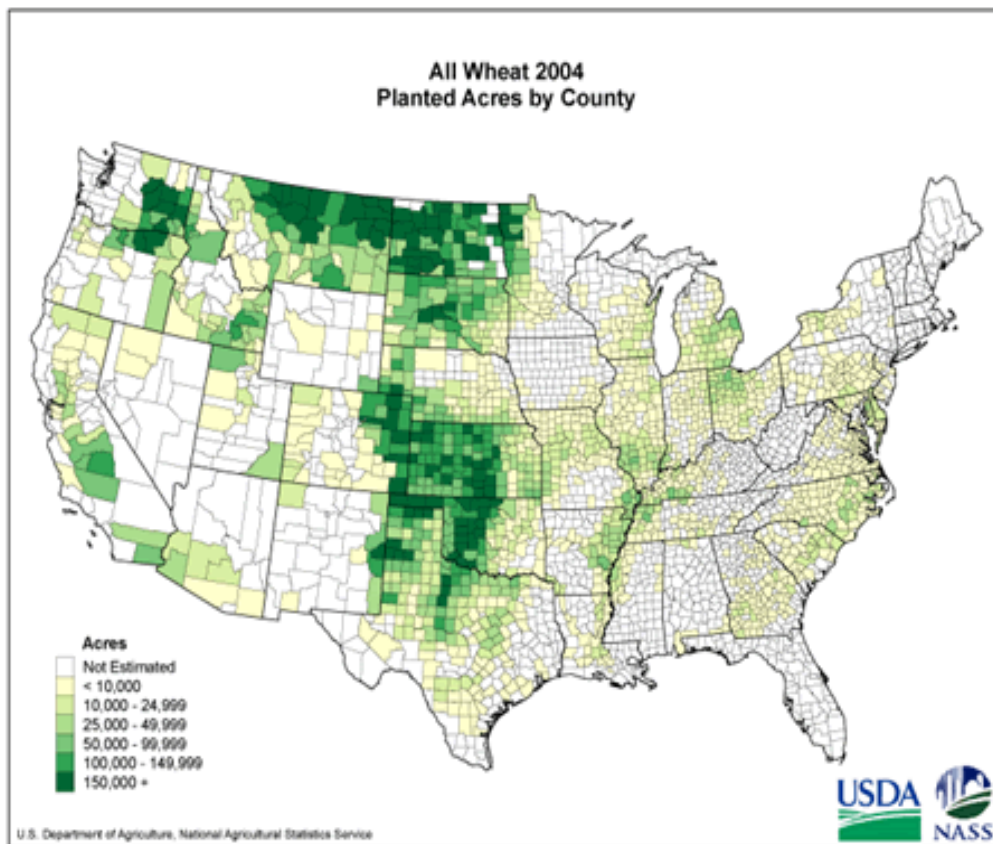 All Wheat 2004
Planted Acres by County
Acres
Not Estimated
< 10,000
10,000 - 24,999
25,000 - 49,999
50,000 - 99,999
100,000 - 149,999
150,000 +
U.S. Department of Agriculture, National Agricultural Statistics Service
USDA
NASS